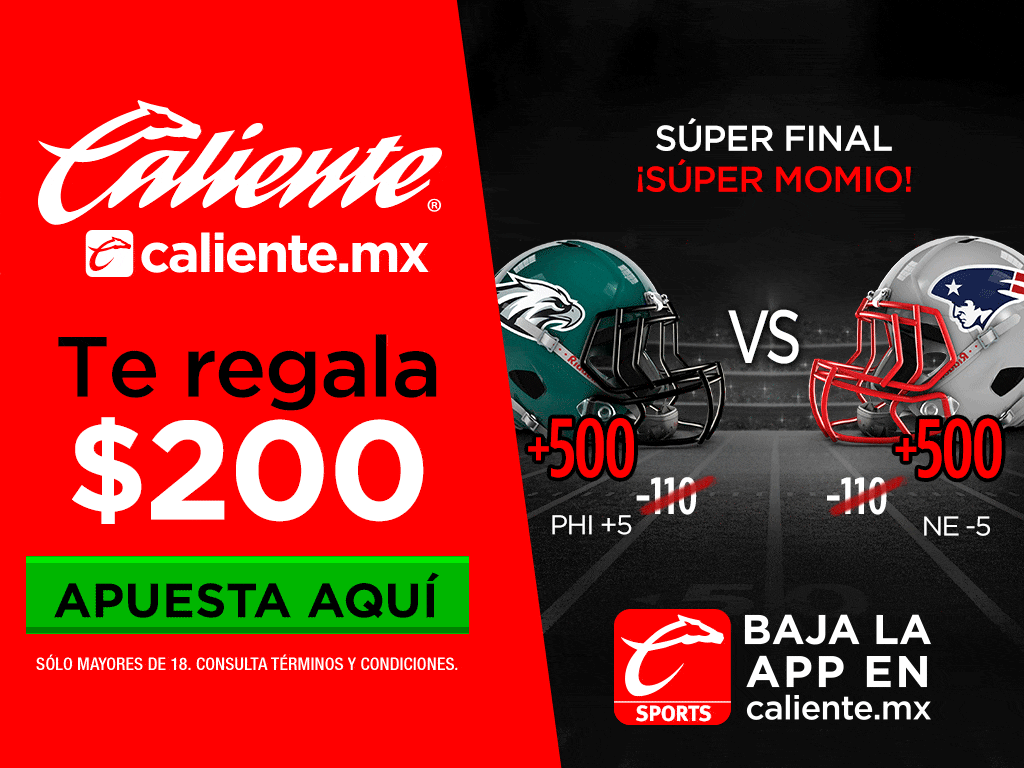 Caliente®
caliente.mx
Te regala
$200
APUESTA AQUÍ
SÓLO MAYORES DE 18. CONSULTA TÉRMINOS Y CONDICIONES.
SÚPER FINAL
¡SÚPER MOMIO!
VS
+500
-110
PHI +5
+500
-110
NE -5
SPORTS
BAJA LA
APP EN
caliente.mx